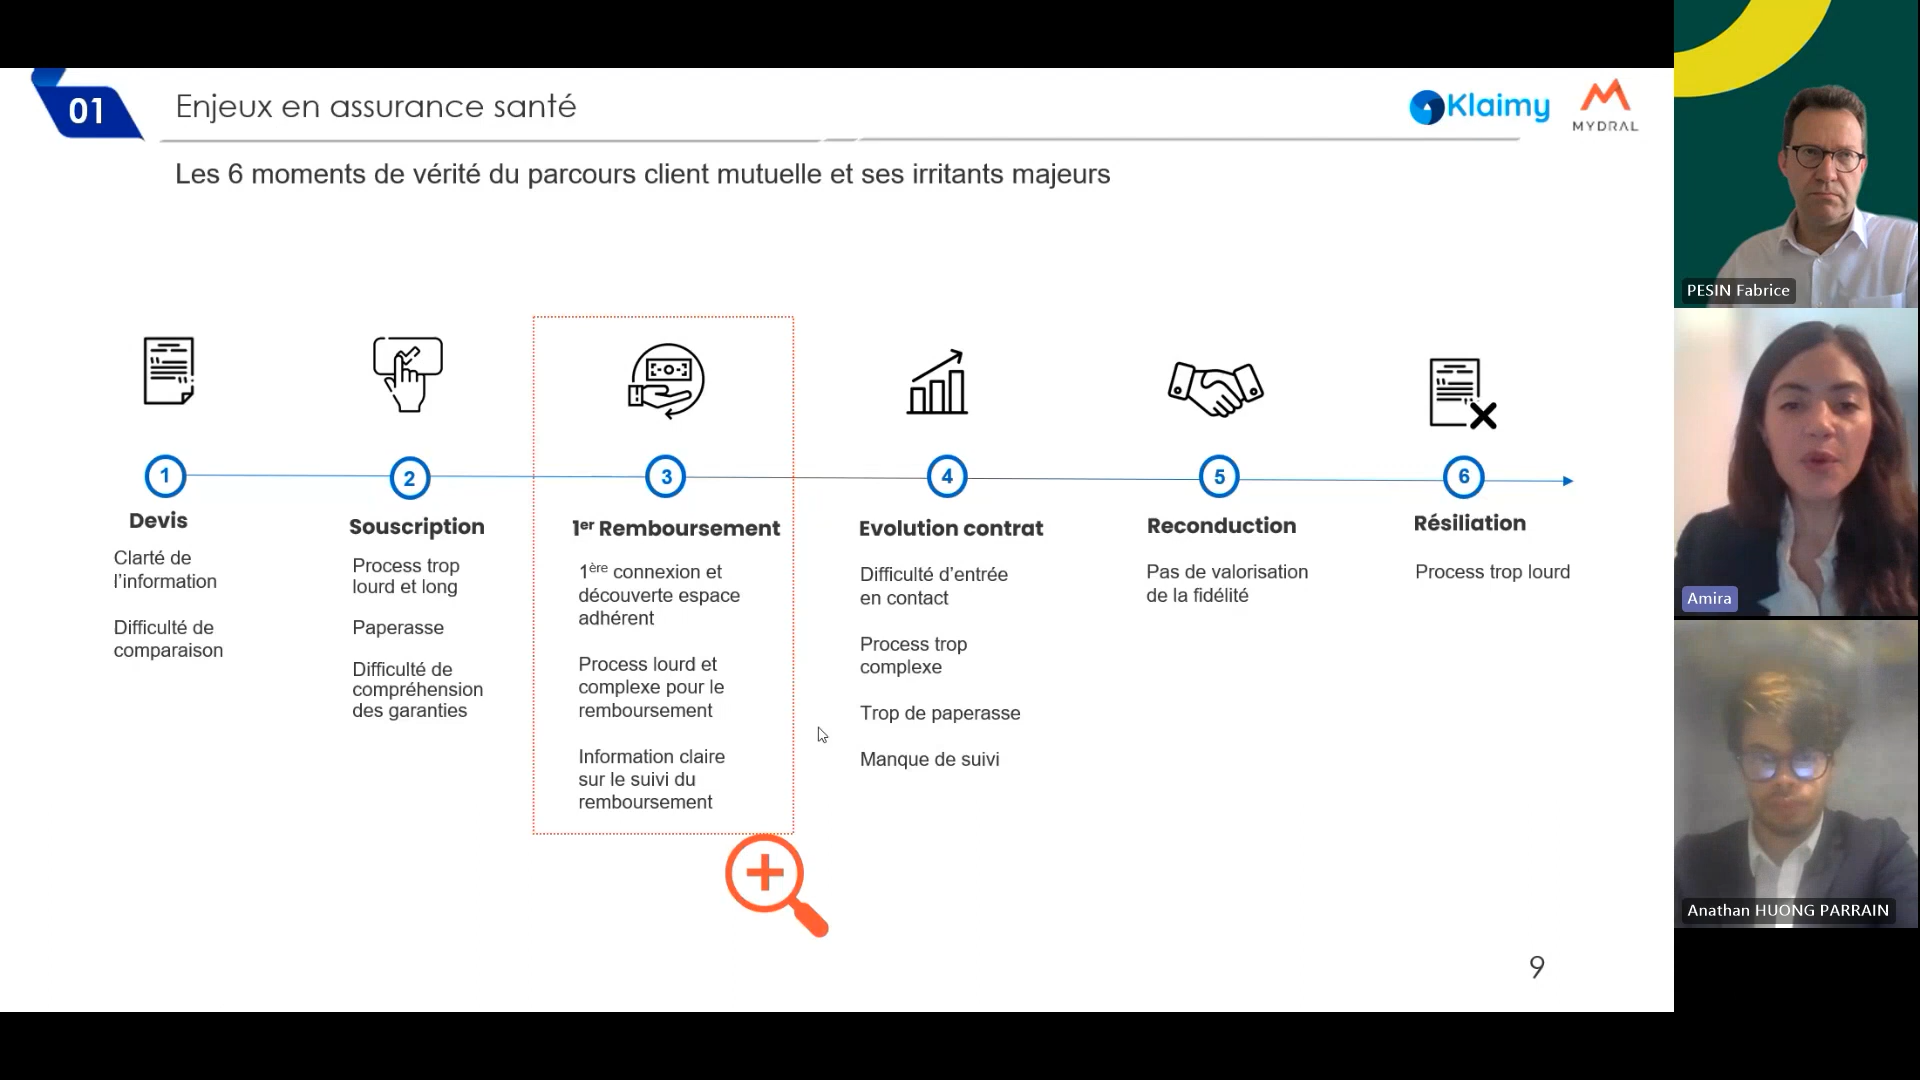 01
Enjeux en assurance santé
Klaimy
MYDRAL
Les 6 moments de vérité du parcours client mutuelle et ses irritants majeurs
1
Devis
Clarté de
l’information
Difficulté de
comparaison
2
Souscription
Process trop
lourd et long
Paperasse
Difficulté de
compréhension
des garanties
3
1er Remboursement
1ère connexion et
découverte espace
adhérent
Process lourd et
complexe pour le
remboursement
Information claire
sur le suivi du
remboursement
4
Evolution contrat
Difficulté d’entrée
en contact
Process trop
complexe
Trop de paperasse
Manque de suivi
5
Reconduction
Pas de valorisation
de la fidélité
6
Résiliation
Process trop lourd
9
PESIN Fabrice
Amira
Anathan HUONG PARRAIN